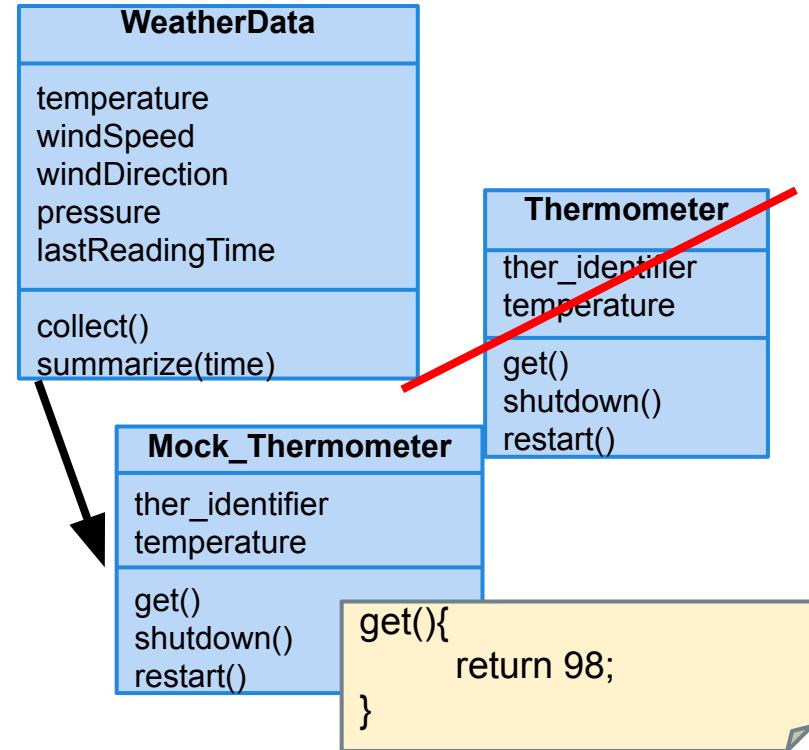 WeatherData
temperature
windSpeed
windDirection
pressure
lastReadingTime
collect()
summarize(time)
Thermometer
ther_identifier
temperature
get()
shutdown()
restart()
Mock_Thermometer
ther_identifier
temperature
get()
shutdown()
restart()
get(){
return 98;
}